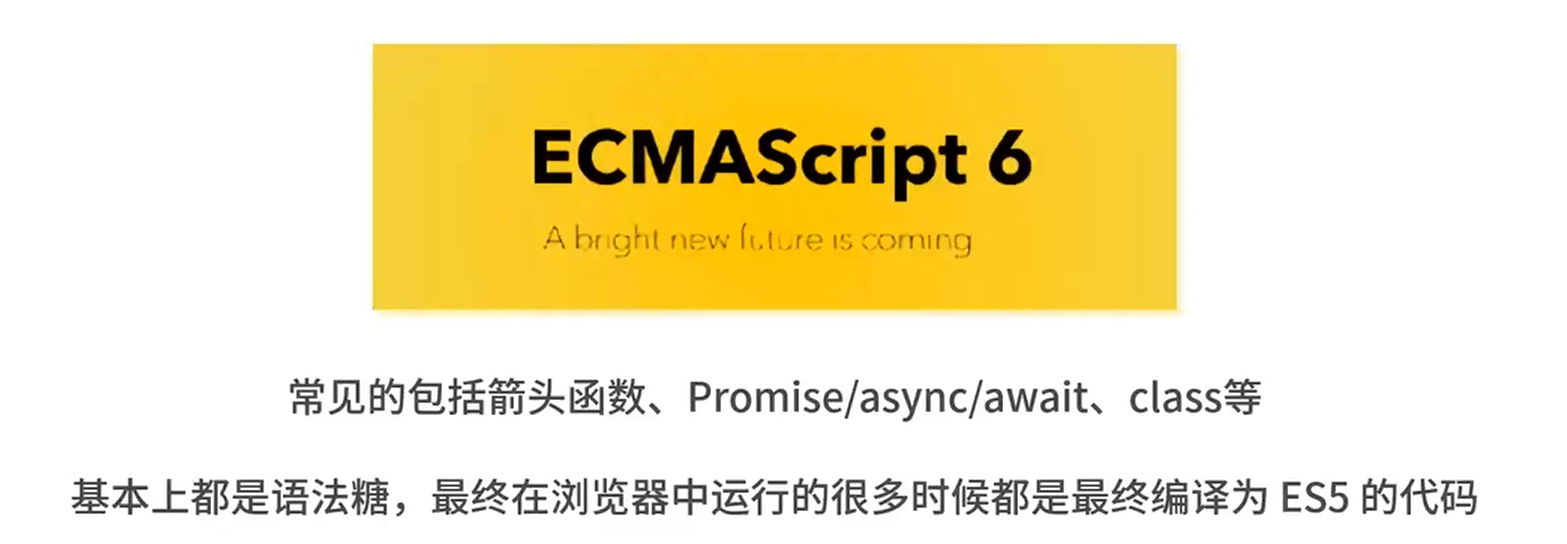 ECMAScript 6
A bright new future is coming
常见的包括箭头函数、Promise/async/await、class等
基本上都是语法糖，最终在浏览器中运行的很多时候都是最终编译为 ES5 的代码